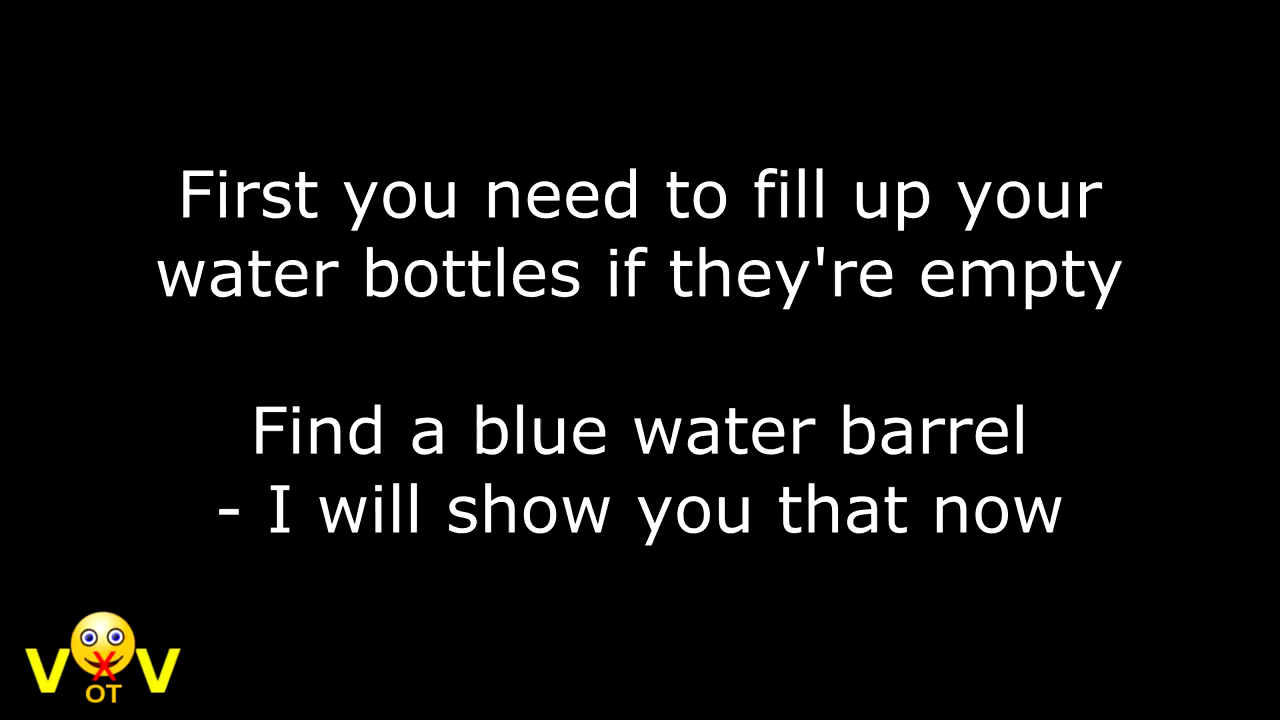 First you need to fill up your
water bottles if they're empty
Find a blue water barrel
- I will show you that now
V X V
OT